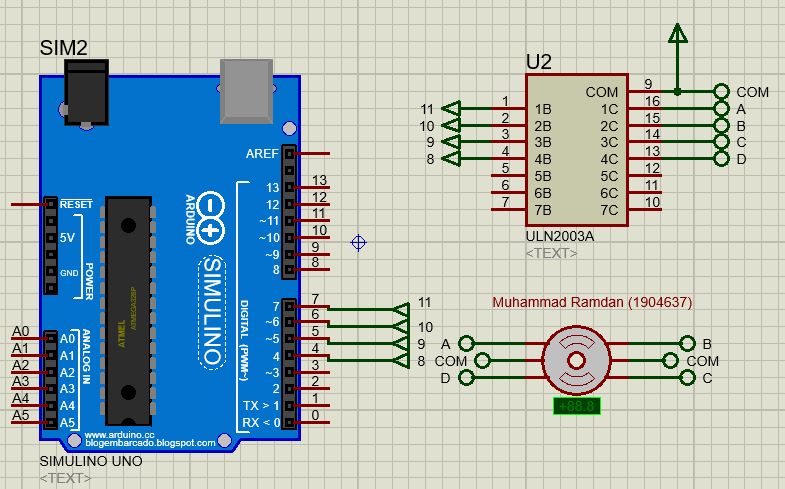 SIM2
AREF
13 13
12 12
~11 11
~10 10
~9 9
8 8
RESET
5V
GND
POWER
ARDUINO
SIMULINO
ATMEL
ATMEGA328P
DIGITAL (PWM~)
7 7
~6 6
~5 5
4 4
~3 3
2 2
TX > 1 1
RX < 0 0
A0 A0
A1 A1
A2 A2
A3 A3
A4 A4
A5 A5
ANALOG IN
www.arduino.cc
blogembarcado.blogspot.com
SIMULINO UNO
<TEXT>
11
10
9
8
U2
COM 9 COM
11 1 1B 1C 16 A
10 2 2B 2C 15 B
9 3 3B 3C 14 C
8 4 4B 4C 13 D
5 5B 5C 12
6 6B 6C 11
7 7B 7C 10
ULN2003A
<TEXT>
Muhammad Ramdan (1904637)
A B
COM COM
D C
+88.8